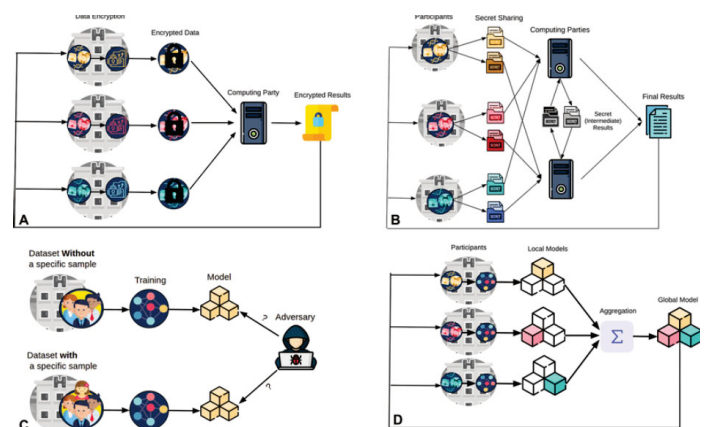 Data Encryption
Encrypted Data
Computing Party
Encrypted Results
A
Participants
Secret Sharing
Computing Parties
Final Results
Secret
(Intermediate)
Results
B
Dataset Without
a specific sample
Training
Model
Adversary
?
?
Dataset with
a specific sample
C
Participants
Local Models
Aggregation
Global Model
Σ
D